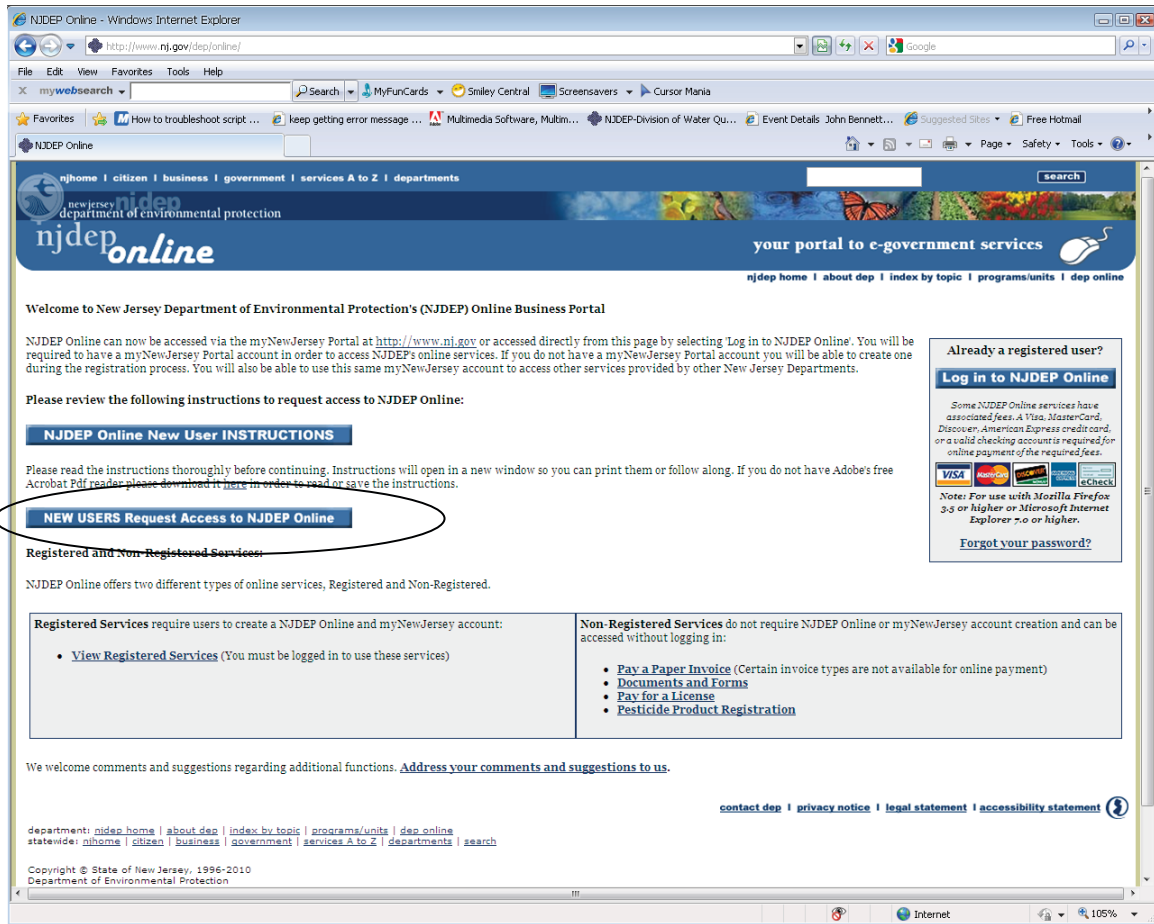 NJDEP Online - Windows Internet Explorer
http://www.nj.gov/dep/online/
Google
File Edit View Favorites Tools Help
X mywebsearch Search MyFunCards Smiley Central Screensavers Cursor Mania
Favorites How to troubleshoot script ... keep getting error message ... Multimedia Software, Multim... NJDEP-Division of Water Qu... Event Details John Bennett... Suggested Sites Free Hotmail
NJDEP Online
Page Safety Tools
njhome | citizen | business | government | services A to Z | departments
search
new jersey nj dep
department of environmental protection
njdep online
your portal to e-government services
njdep home | about dep | index by topic | programs/units | dep online
Welcome to New Jersey Department of Environmental Protection's (NJDEP) Online Business Portal
NJDEP Online can now be accessed via the myNewJersey Portal at http://www.nj.gov or accessed directly from this page by selecting 'Log in to NJDEP Online'. You will be
required to have a myNewJersey Portal account in order to access NJDEP's online services. If you do not have a myNewJersey Portal account you will be able to create one
during the registration process. You will also be able to use this same myNewJersey account to access other services provided by other New Jersey Departments.
Please review the following instructions to request access to NJDEP Online:
NJDEP Online New User INSTRUCTIONS
Please read the instructions thoroughly before continuing. Instructions will open in a new window so you can print them or follow along. If you do not have Adobe's free
Acrobat Pdf reader please download it here in order to read or save the instructions.
NEW USERS Request Access to NJDEP Online
Already a registered user?
Log in to NJDEP Online
Some NJDEP Online services have
associated fees. A Visa, MasterCard,
Discover, American Express credit card,
or a valid checking account is required for
online payment of the required fees.
VISA MasterCard DISCOVER eCheck
Note: For use with Mozilla Firefox
3.5 or higher or Microsoft Internet
Explorer 7.0 or higher.
Forgot your password?
Registered and Non-Registered Services:
NJDEP Online offers two different types of online services, Registered and Non-Registered.
Registered Services require users to create a NJDEP Online and myNewJersey account:
• View Registered Services (You must be logged in to use these services)
Non-Registered Services do not require NJDEP Online or myNewJersey account creation and can be
accessed without logging in:
• Pay a Paper Invoice (Certain invoice types are not available for online payment)
• Documents and Forms
• Pay for a License
• Pesticide Product Registration
We welcome comments and suggestions regarding additional functions. Address your comments and suggestions to us.
contact dep | privacy notice | legal statement | accessibility statement
department: njdep home | about dep | index by topic | programs/units | dep online
statewide: njhome | citizen | business | government | services A to Z | departments | search
Copyright © State of New Jersey, 1996-2010
Department of Environmental Protection
Internet
105%